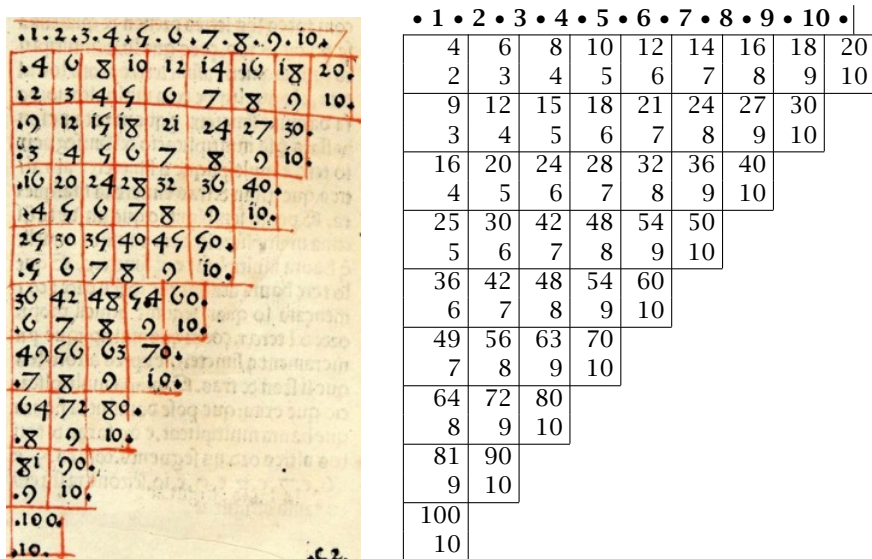 .1.2.3.4.5.6.7.8.9.10.
.4 6 8 10 12 14 16 18 20.
.2 3 4 5 6 7 8 9 10.
.9 12 15 18 21 24 27 30.
.3 4 5 6 7 8 9 10.
.16 20 24 28 32 36 40.
.4 5 6 7 8 9 10.
25 30 35 40 45 50.
.5 6 7 8 9 10.
36 42 48 54 60.
.6 7 8 9 10.
49 56 63 70.
.7 8 9 10.
64 72 80.
.8 9 10.
81 90.
.9 10.
.100.
.10.
• 1 • 2 • 3 • 4 • 5 • 6 • 7 • 8 • 9 • 10 •
4 6 8 10 12 14 16 18 20
2 3 4 5 6 7 8 9 10
9 12 15 18 21 24 27 30
3 4 5 6 7 8 9 10
16 20 24 28 32 36 40
4 5 6 7 8 9 10
25 30 42 48 54 50
5 6 7 8 9 10
36 42 48 54 60
6 7 8 9 10
49 56 63 70
7 8 9 10
64 72 80
8 9 10
81 90
9 10
100
10